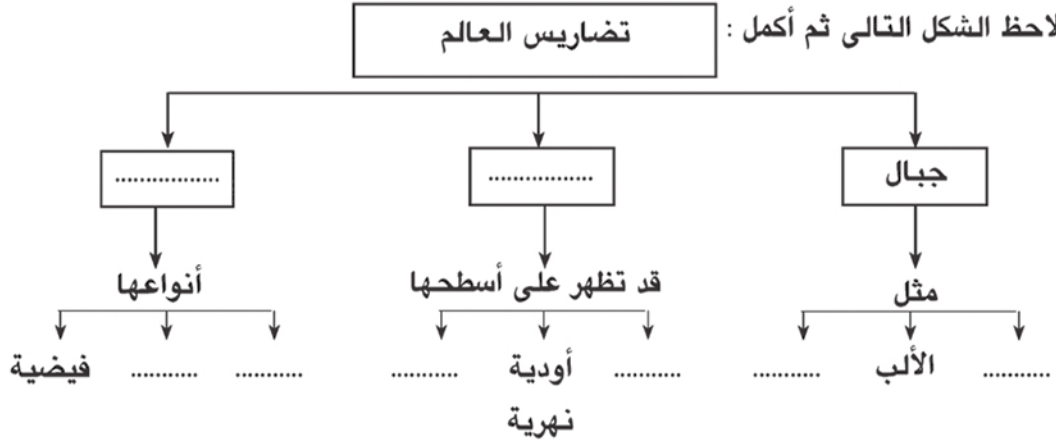 لاحظ الشكل التالى ثم أكمل :
تضاريس العالم
جبال ................. .................
مثل قد تظهر على أسطحها أنواعها
........... الألب ........... ........... أودية ........... ........... ........... فيضية
نهرية